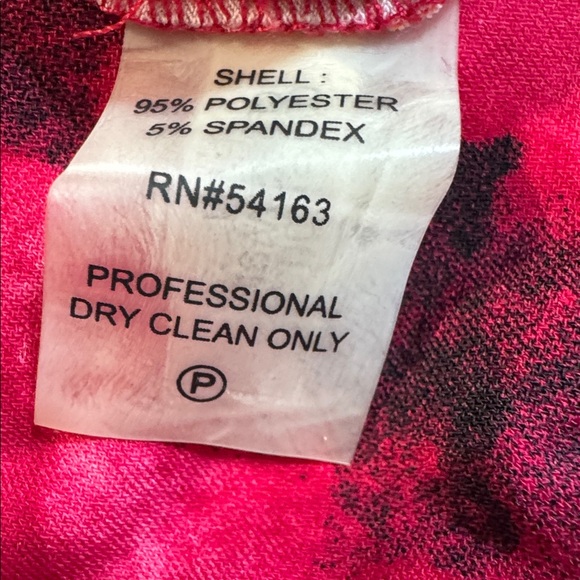 SHELL :
95% POLYESTER
5% SPANDEX
RN#54163
PROFESSIONAL
DRY CLEAN ONLY
P